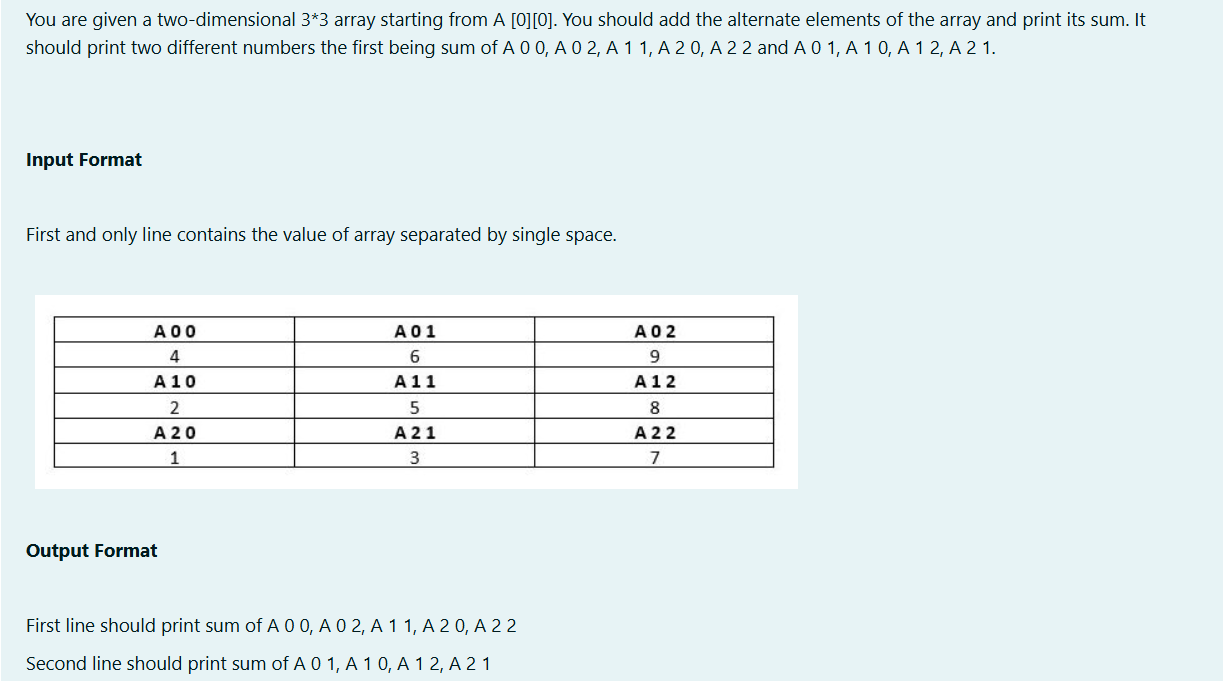 You are given a two-dimensional 3*3 array starting from A [0][0]. You should add the alternate elements of the array and print its sum. It
should print two different numbers the first being sum of A 0 0, A 0 2, A 1 1, A 2 0, A 2 2 and A 0 1, A 1 0, A 1 2, A 2 1.
Input Format
First and only line contains the value of array separated by single space.
A 0 0 A 0 1 A 0 2
4 6 9
A 1 0 A 1 1 A 1 2
2 5 8
A 2 0 A 2 1 A 2 2
1 3 7
Output Format
First line should print sum of A 0 0, A 0 2, A 1 1, A 2 0, A 2 2
Second line should print sum of A 0 1, A 1 0, A 1 2, A 2 1